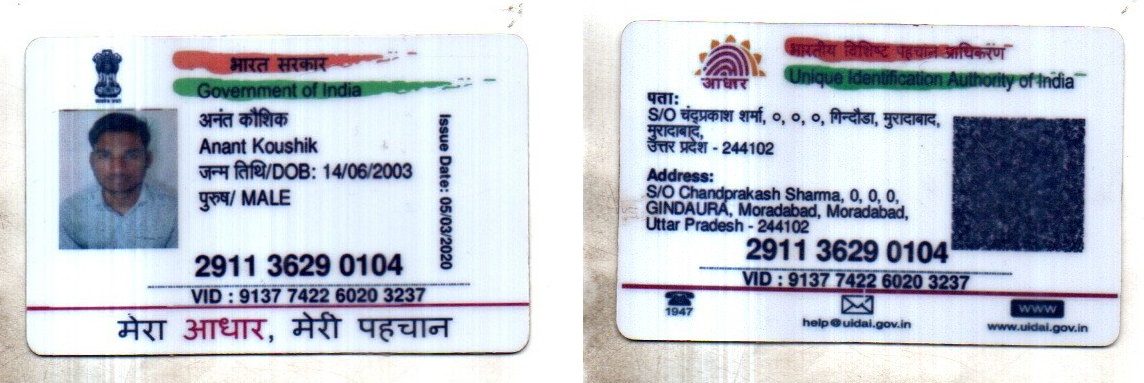 भारत सरकार
Government of India
अनंत कौशिक
Anant Koushik
जन्म तिथि/DOB: 14/06/2003
पुरुष/ MALE
Issue Date: 05/03/2020
2911 3629 0104
VID : 9137 7422 6020 3237
मेरा आधार, मेरी पहचान
आधार
भारतीय विशिष्ट पहचान प्राधिकरण
Unique Identification Authority of India
पता:
S/O चंद्रप्रकाश शर्मा, ०, ०, ०, गिन्दौडा, मुरादाबाद,
मुरादाबाद,
उत्तर प्रदेश - 244102
Address:
S/O Chandprakash Sharma, 0, 0, 0,
GINDAURA, Moradabad, Moradabad,
Uttar Pradesh - 244102
2911 3629 0104
VID : 9137 7422 6020 3237
1947
help@uidai.gov.in
www
www.uidai.gov.in